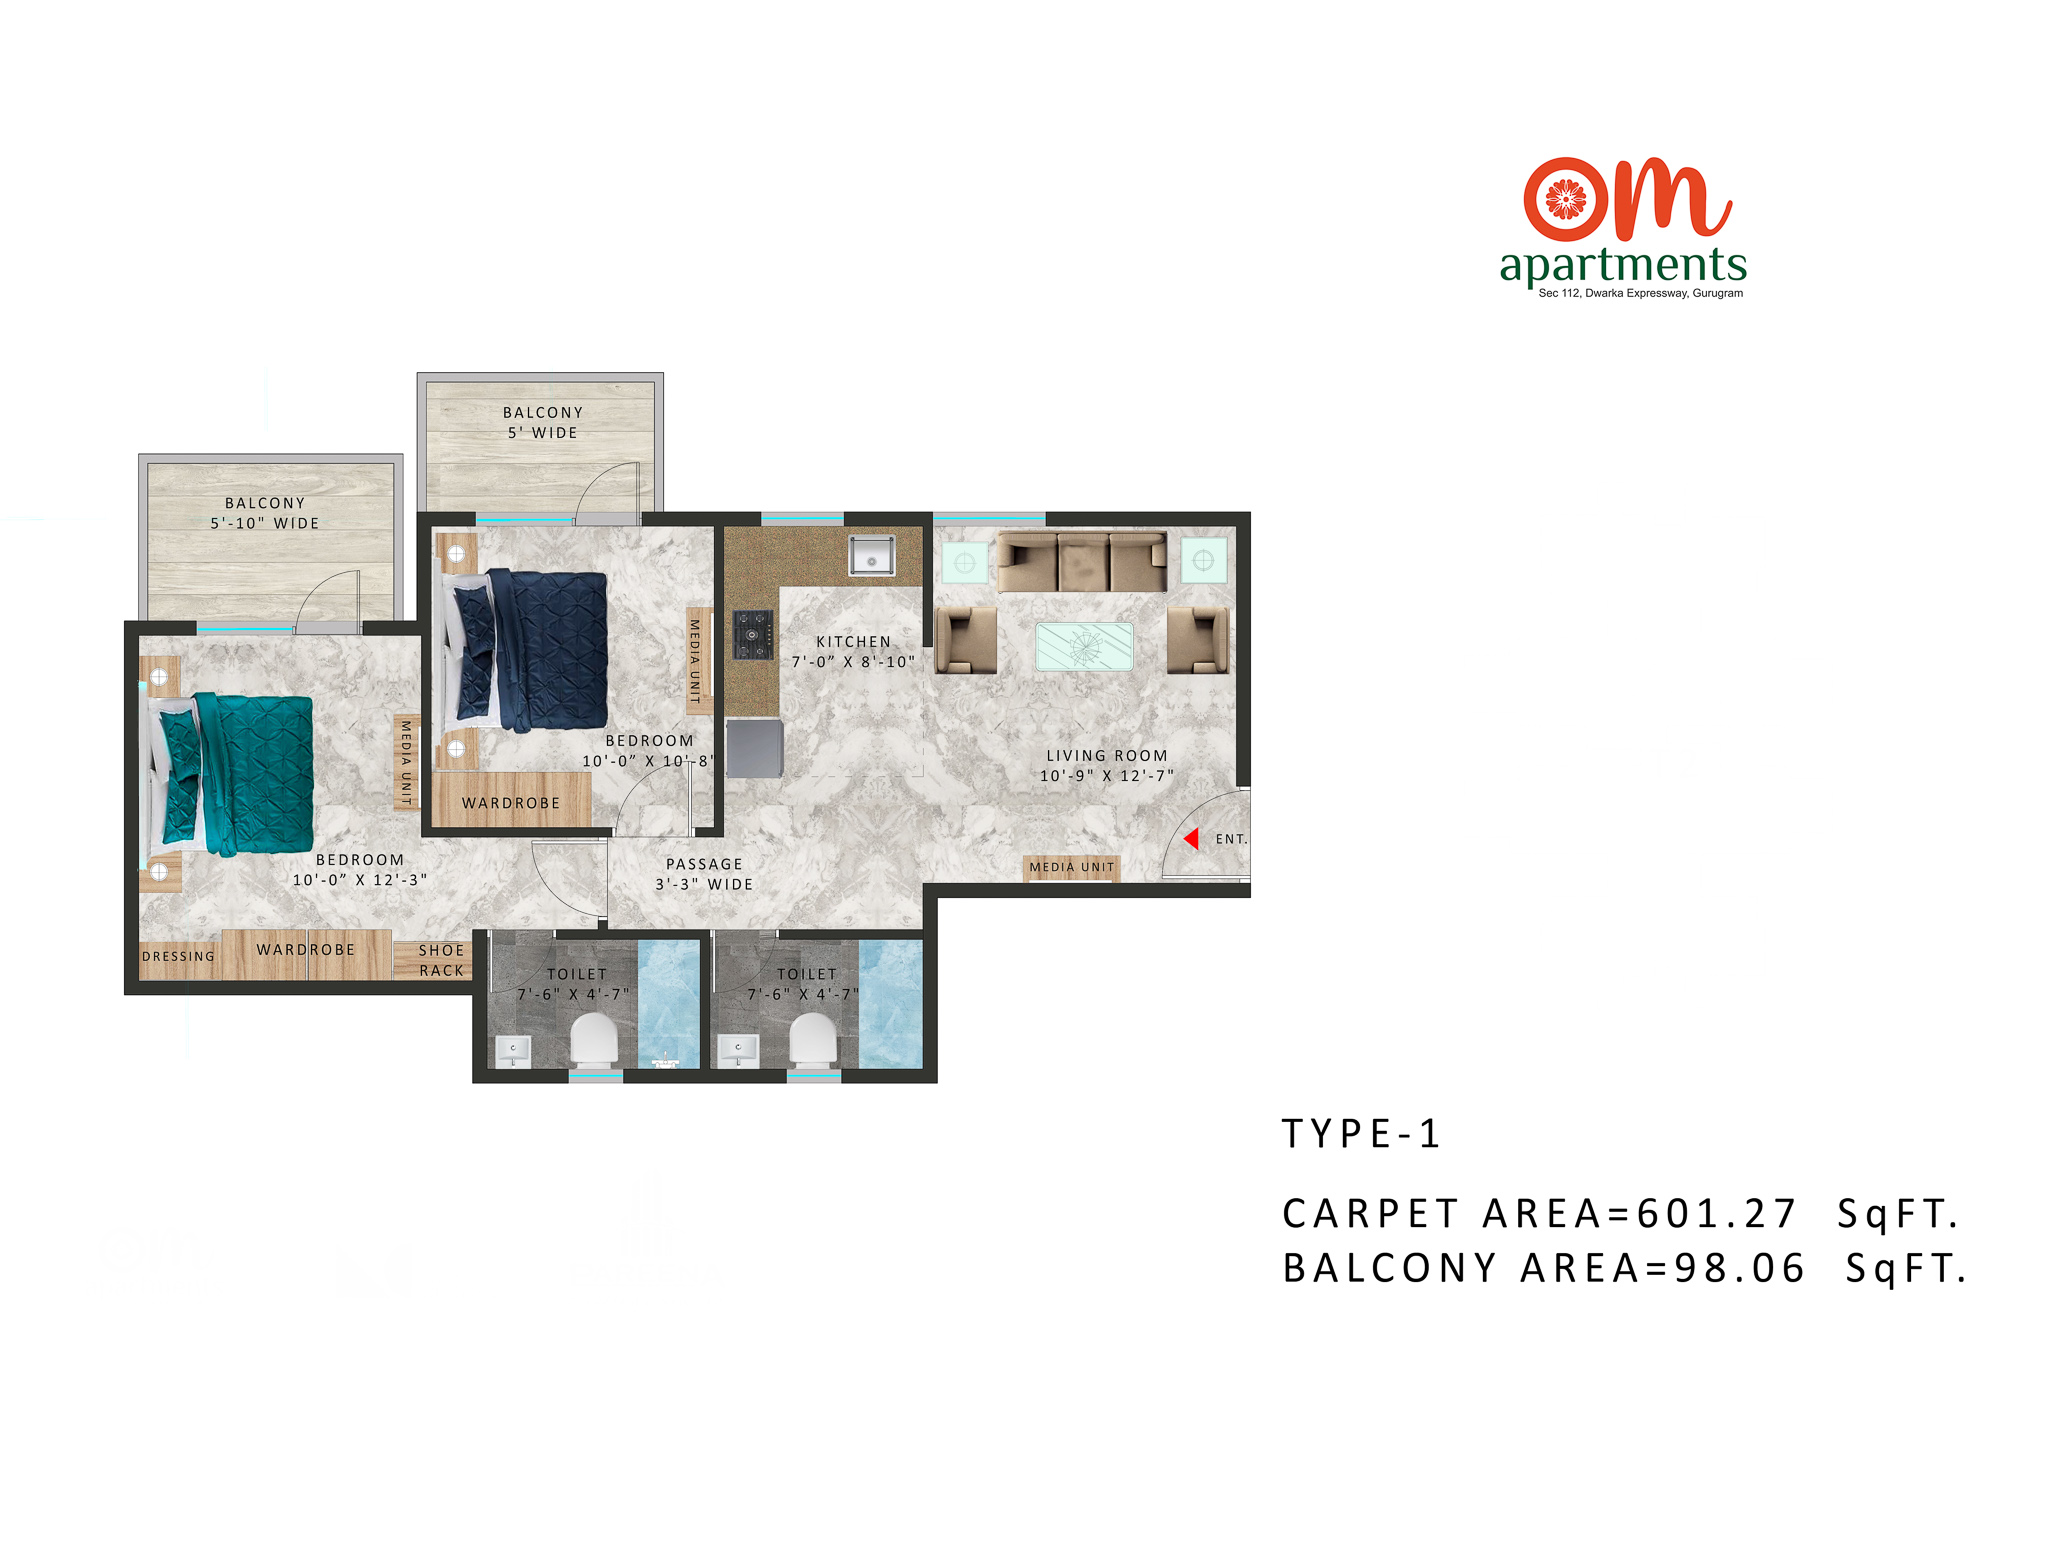 om
apartments
Sec 112, Dwarka Expressway, Gurugram
BALCONY
5' WIDE
BALCONY
5'-10" WIDE
MEDIA UNIT
KITCHEN
7'-0” X 8'-10"
BEDROOM
10'-0” X 10'-8"
WARDROBE
MEDIA UNIT
LIVING ROOM
10'-9" X 12'-7"
ENT.
BEDROOM
10'-0” X 12'-3"
PASSAGE
3'-3" WIDE
MEDIA UNIT
DRESSING
WARDROBE
SHOE
RACK
TOILET
7'-6" X 4'-7"
TOILET
7'-6" X 4'-7"
TYPE-1
CARPET AREA=601.27 SqFT.
BALCONY AREA=98.06 SqFT.